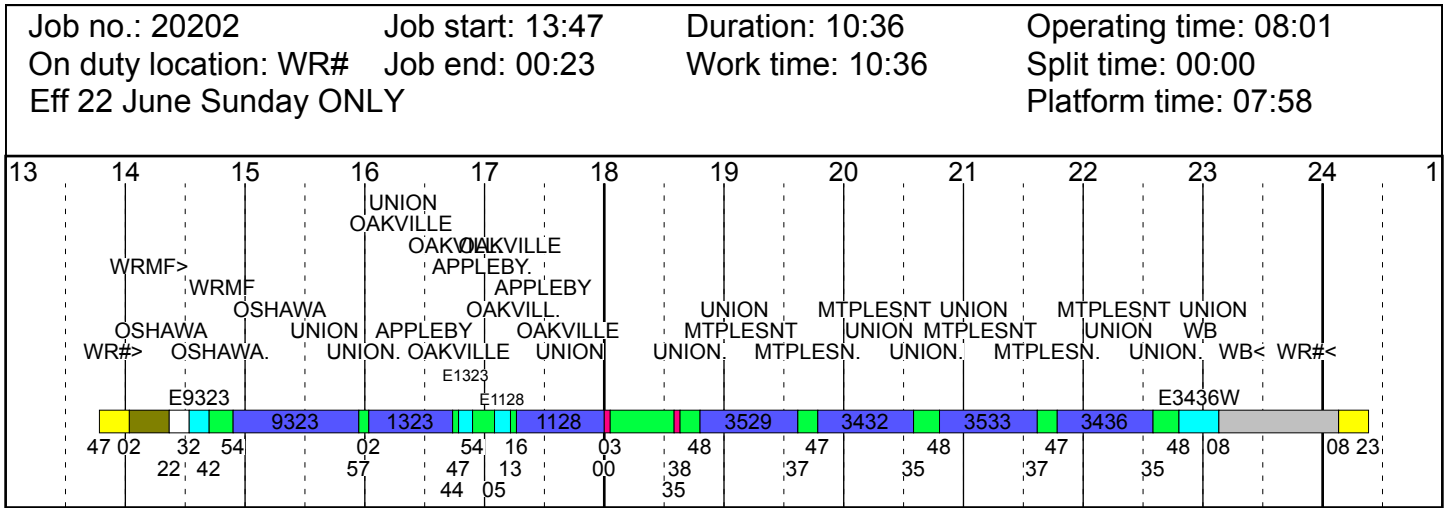 Job no.: 20202 Job start: 13:47 Duration: 10:36 Operating time: 08:01
On duty location: WR# Job end: 00:23 Work time: 10:36 Split time: 00:00
Eff 22 June Sunday ONLY Platform time: 07:58
13 14 15 16 17 18 19 20 21 22 23 24 1
UNION
OAKVILLE
OAKVILL. OAKVILLE
WRMF> APPLEBY.
WRMF APPLEBY
OSHAWA OAKVILL. UNION MTPLESNT UNION MTPLESNT UNION
OSHAWA UNION APPLEBY OAKVILLE MTPLESNT UNION MTPLESNT UNION WB
WR#> OSHAWA. UNION. OAKVILLE UNION UNION. MTPLESN. UNION. MTPLESN. UNION. WB< WR#<
E1323
E9323 E1128 E3436W
9323 1323 1128 3529 3432 3533 3436
47 02 32 54 02 54 16 03 48 47 48 47 48 08 08 23
22 42 57 47 13 00 38 37 35 37 35
44 05 35